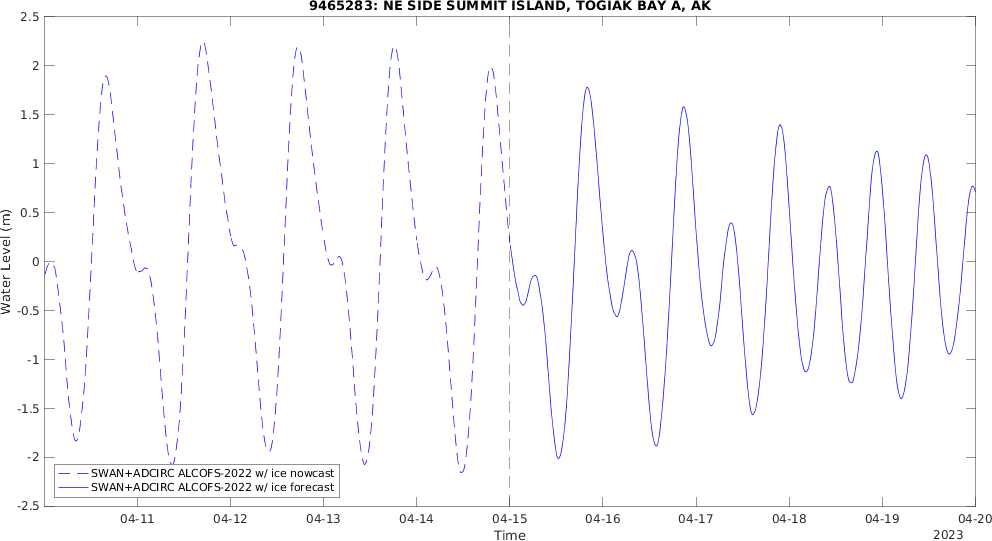 9465283: NE SIDE SUMMIT ISLAND, TOGIAK BAY A, AK
2.5
2
1.5
1
0.5
0
-0.5
-1
-1.5
-2
-2.5
Water Level (m)
SWAN+ADCIRC ALCOFS-2022 w/ ice nowcast
SWAN+ADCIRC ALCOFS-2022 w/ ice forecast
04-11 04-12 04-13 04-14 04-15 04-16 04-17 04-18 04-19 04-20
Time
2023